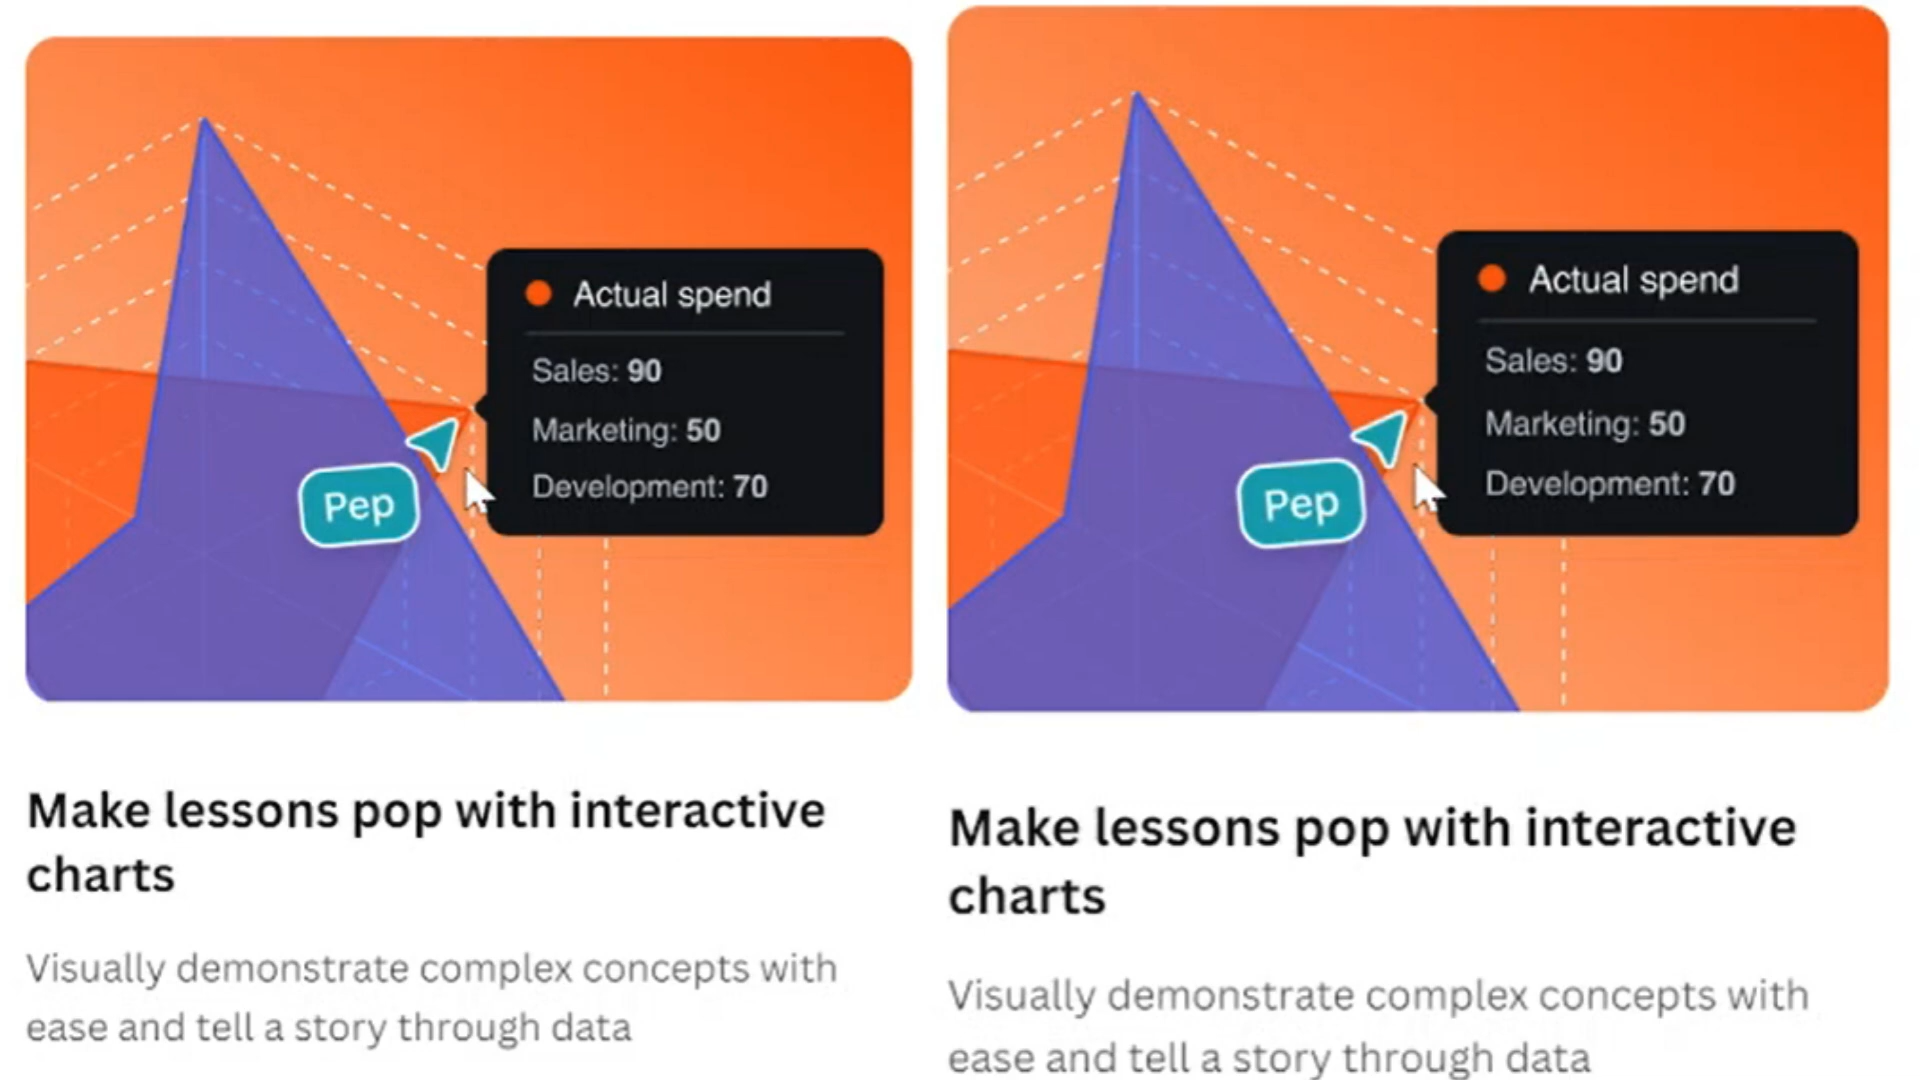 Actual spend
Sales: 90
Marketing: 50
Development: 70
Pep
Make lessons pop with interactive
charts
Visually demonstrate complex concepts with
ease and tell a story through data
Actual spend
Sales: 90
Marketing: 50
Development: 70
Pep
Make lessons pop with interactive
charts
Visually demonstrate complex concepts with
ease and tell a story through data